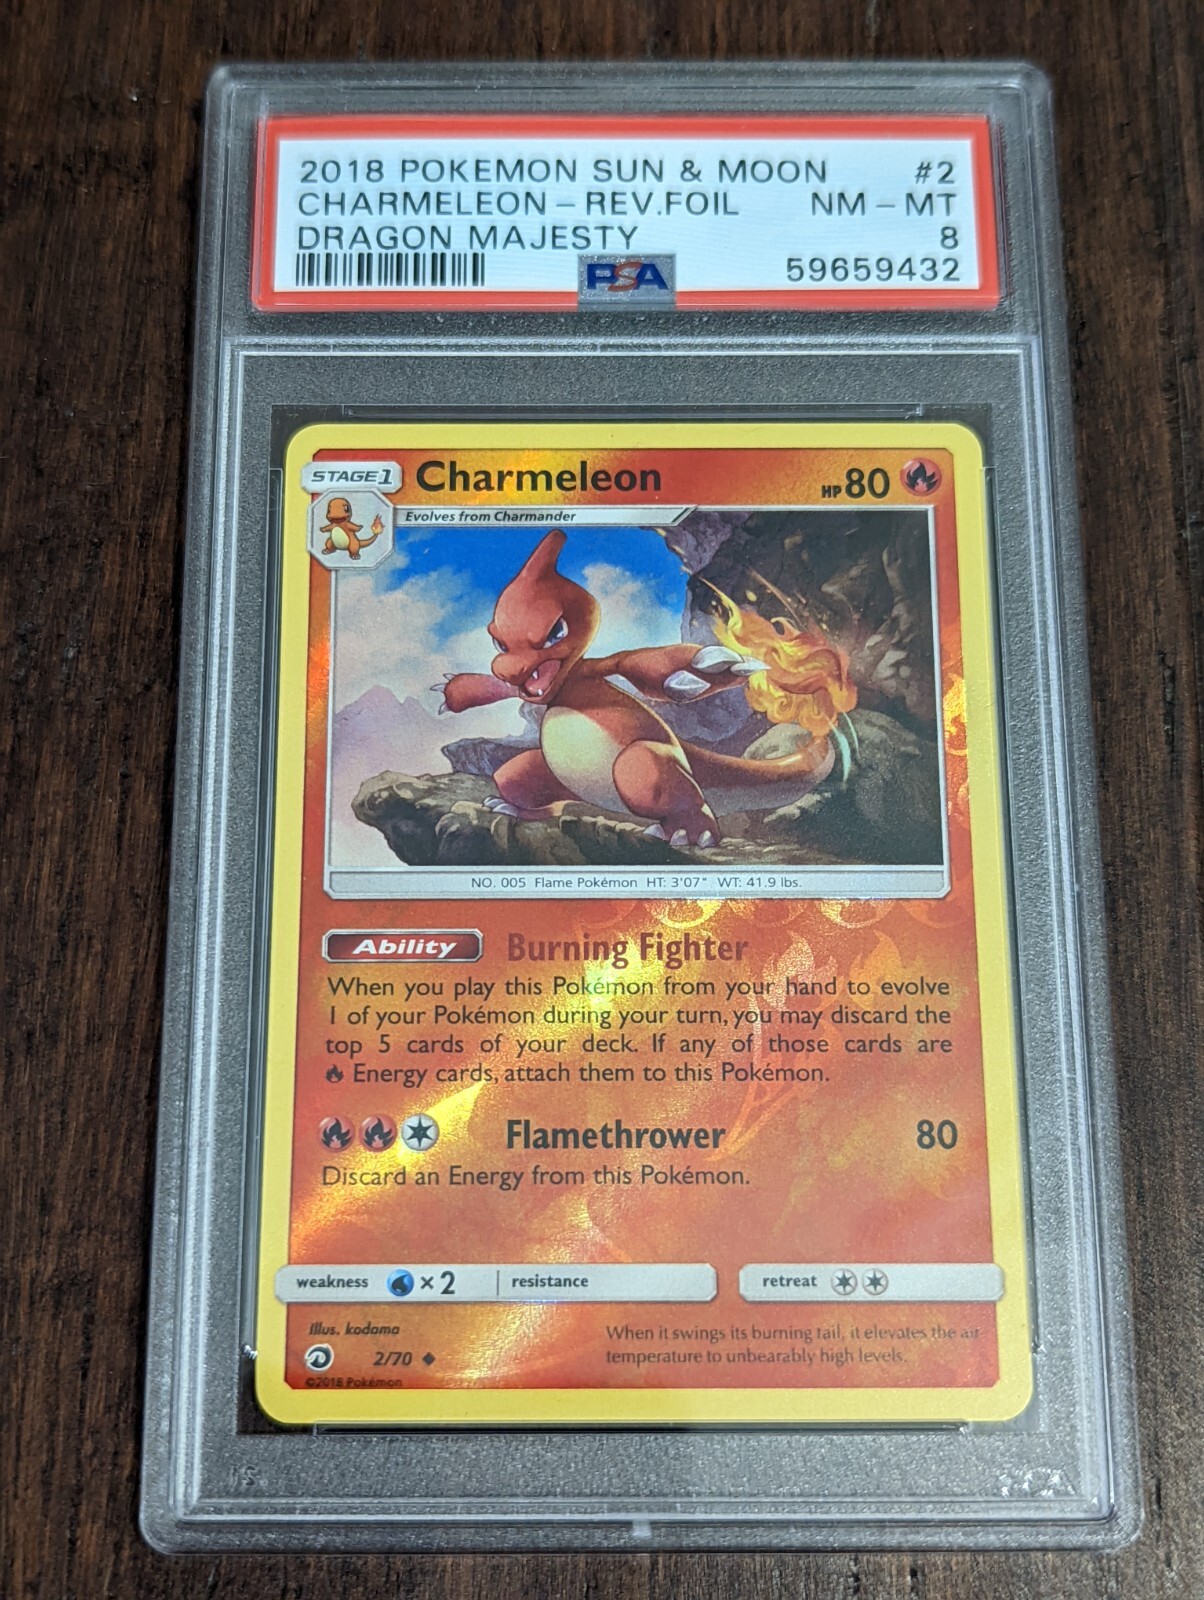 2018 POKEMON SUN & MOON #2
CHARMELEON - REV.FOIL NM - MT
DRAGON MAJESTY 8
PSA 59659432
STAGE 1 Charmeleon HP 80
Evolves from Charmander
NO. 005 Flame Pokémon HT: 3'07" WT: 41.9 lbs.
Ability Burning Fighter
When you play this Pokémon from your hand to evolve
1 of your Pokémon during your turn, you may discard the
top 5 cards of your deck. If any of those cards are
Energy cards, attach them to this Pokémon.
Flamethrower 80
Discard an Energy from this Pokémon.
weakness × 2 resistance retreat
Illus. kodama
When it swings its burning tail, it elevates the air
2/70
temperature to unbearably high levels.
©2018 Pokémon